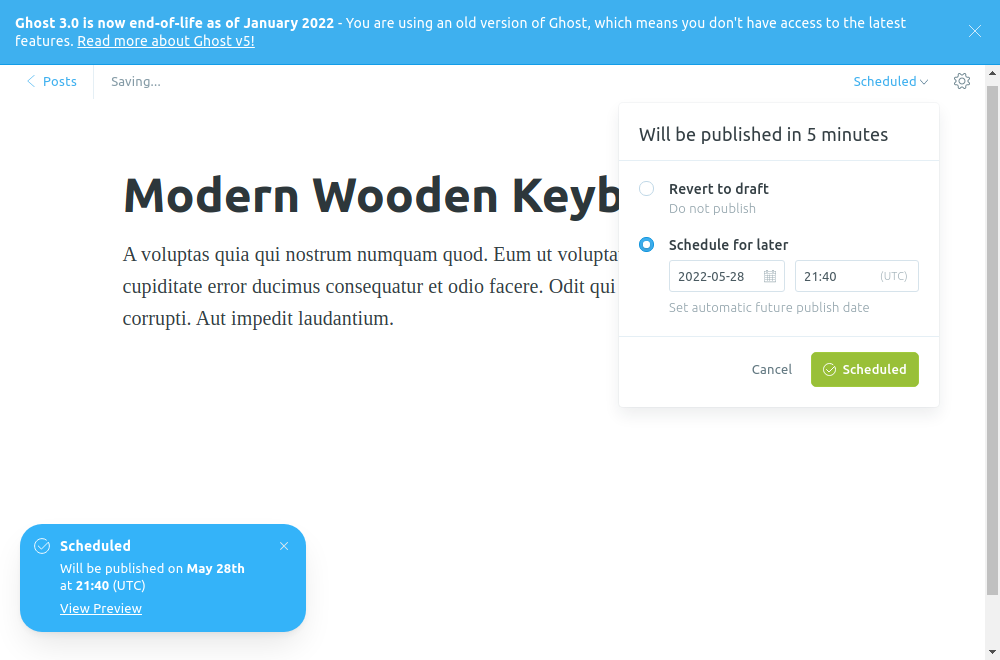 Ghost 3.0 is now end-of-life as of January 2022 - You are using an old version of Ghost, which means you don't have access to the latest
features. Read more about Ghost v5!
Posts
Saving...
Scheduled
Will be published in 5 minutes
Modern Wooden Keyb
Revert to draft
Do not publish
A voluptas quia qui nostrum numquam quod. Eum ut volupta
cupiditate error ducimus consequatur et odio facere. Odit qui
corrupti. Aut impedit laudantium.
Schedule for later
2022-05-28
21:40
(UTC)
Set automatic future publish date
Cancel
Scheduled
Scheduled
Will be published on May 28th
at 21:40 (UTC)
View Preview